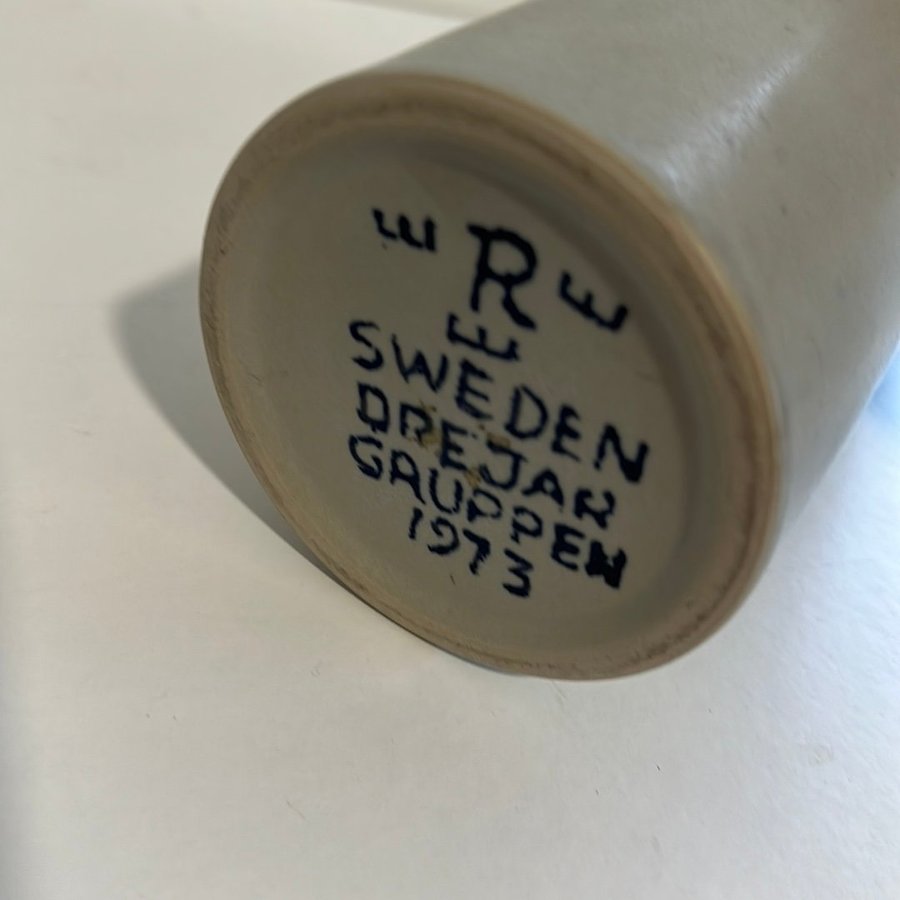 E R E
E
SWEDEN
DREJAR
GRUPPEN
1973